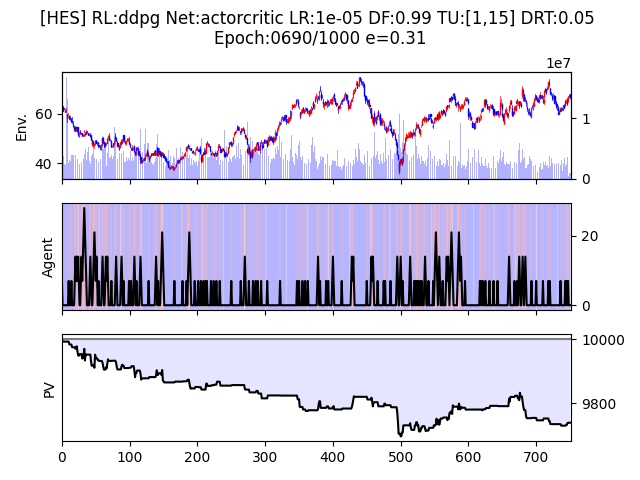 [HES] RL:ddpg Net:actorcritic LR:1e-05 DF:0.99 TU:[1,15] DRT:0.05
Epoch:0690/1000 e=0.31
1e7
Env.
60
40
1
0
Agent
20
0
PV
10000
9800
0 100 200 300 400 500 600 700